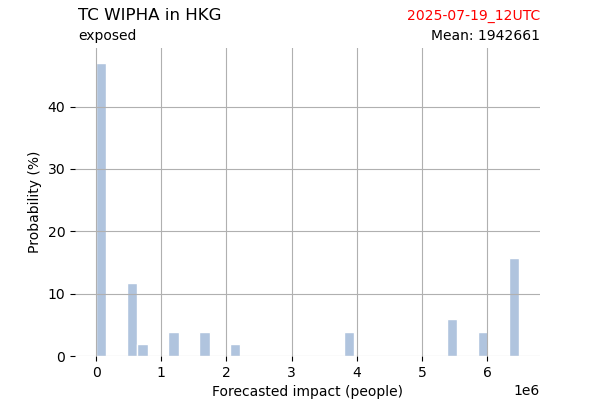 TC WIPHA in HKG
2025-07-19_12UTC
exposed
Mean: 1942661
Probability (%)
40
30
20
10
0
0 1 2 3 4 5 6
1e6
Forecasted impact (people)